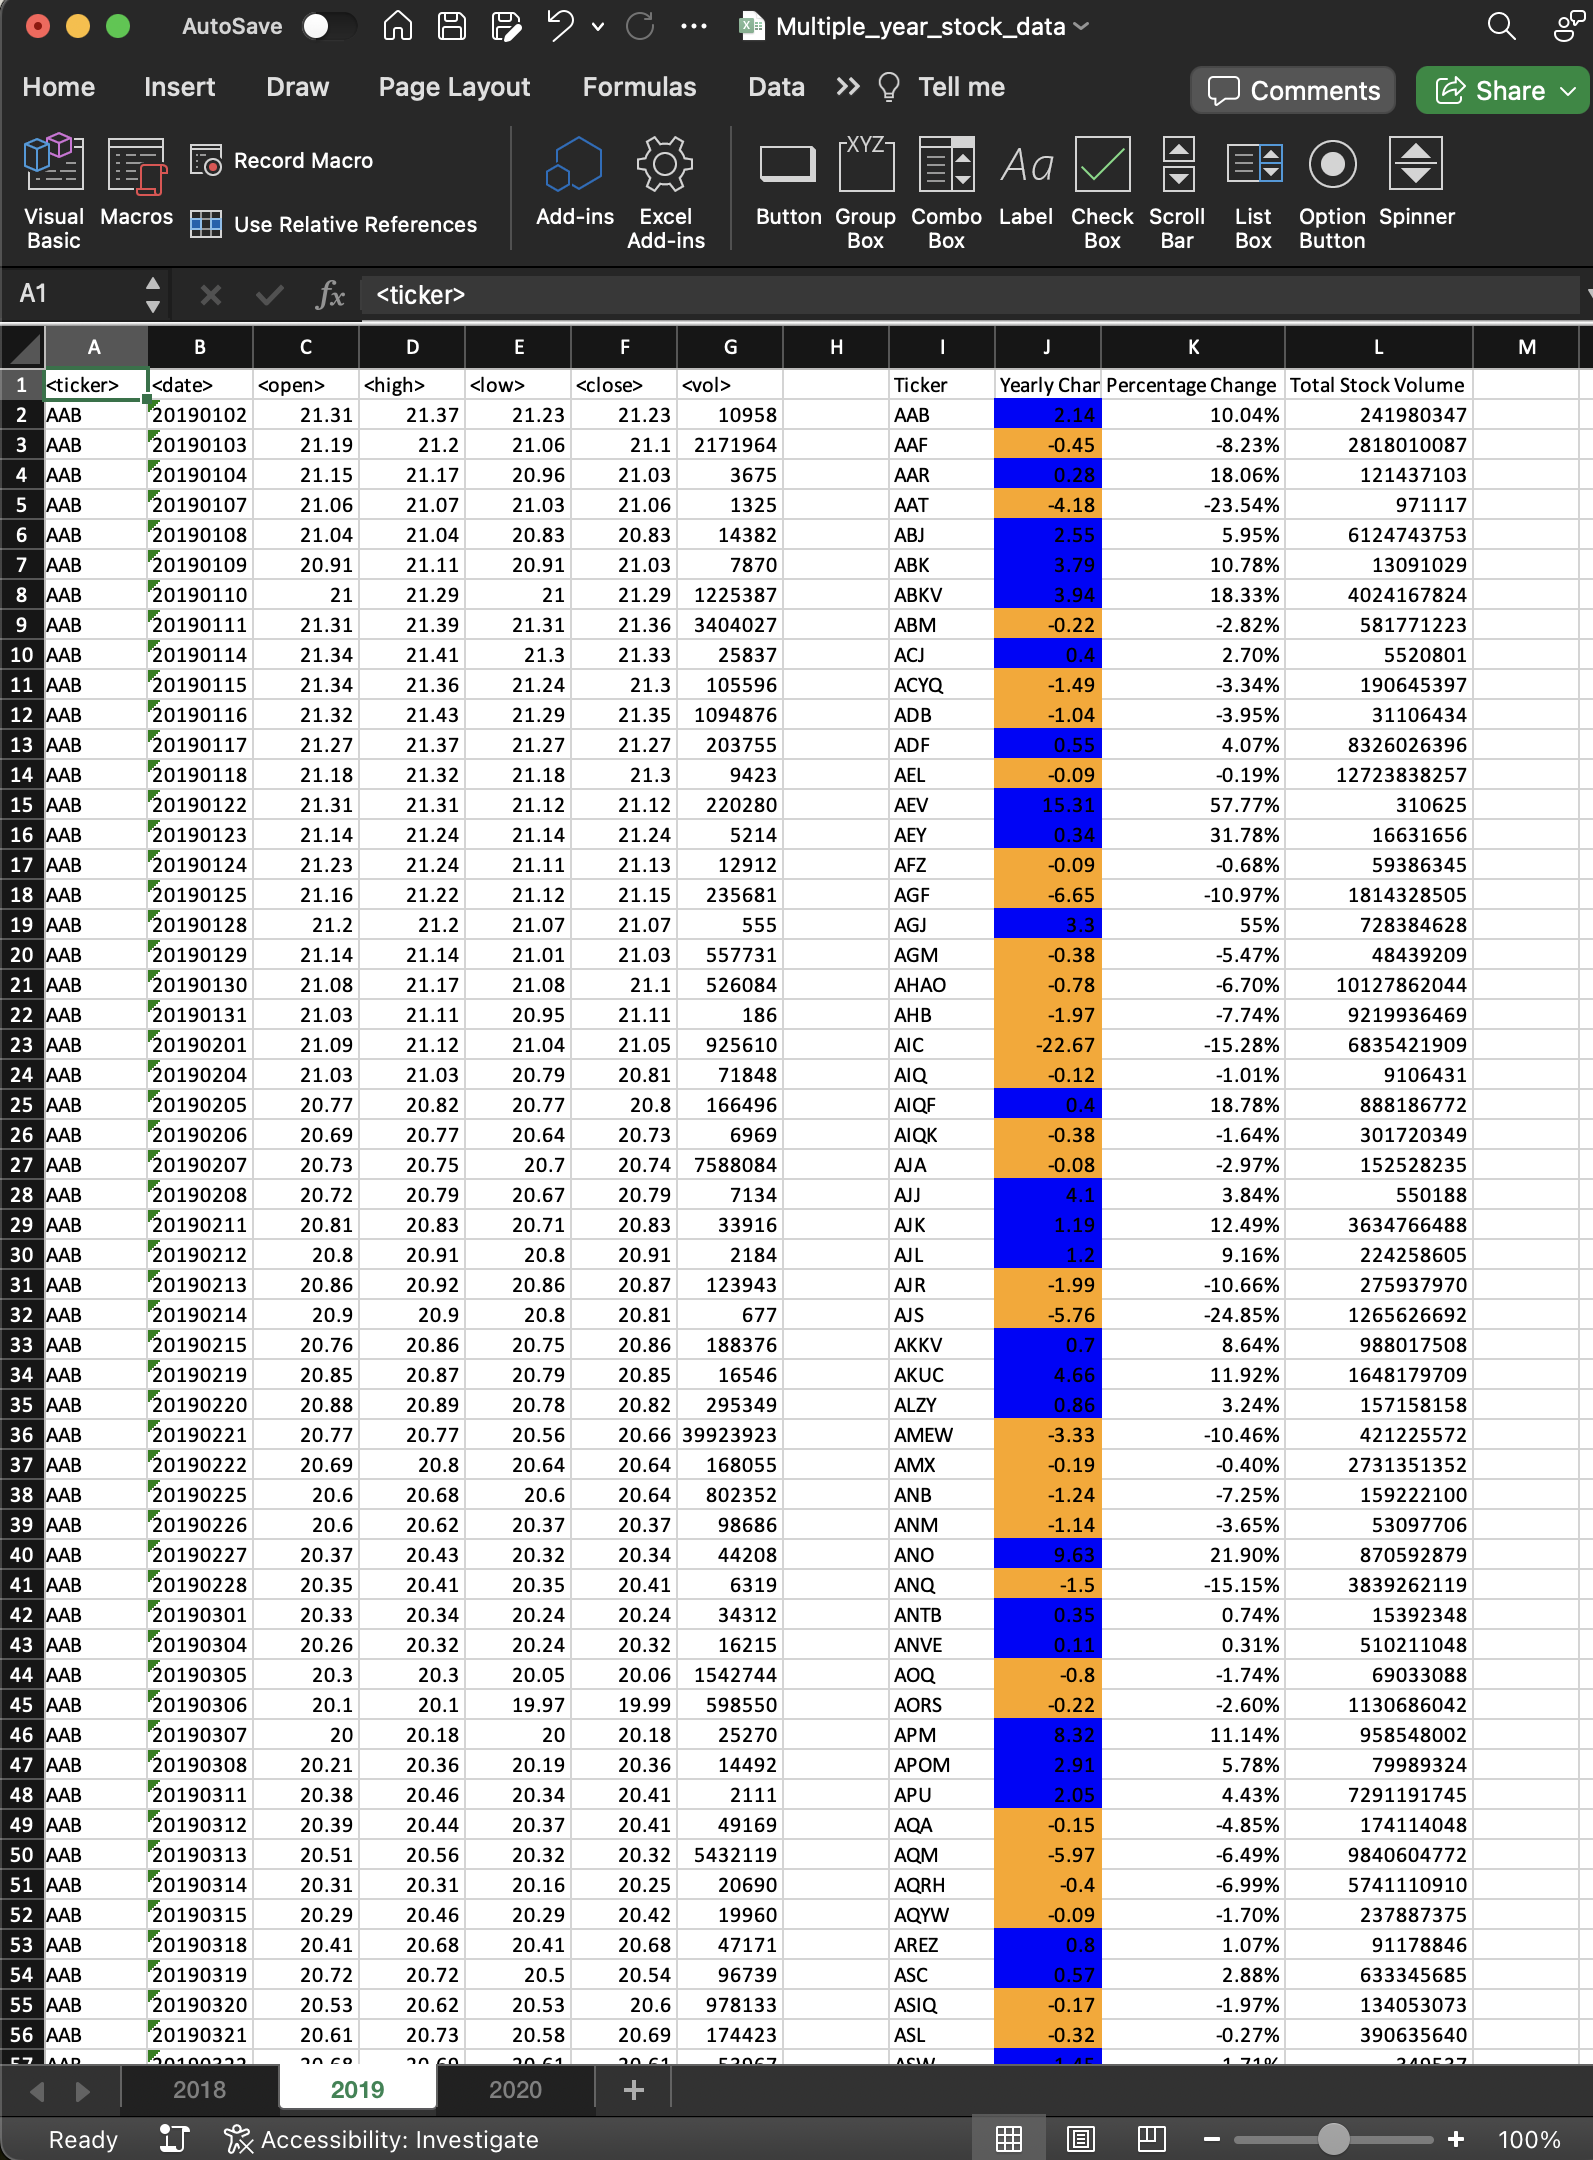 AutoSave Multiple_year_stock_data
Home Insert Draw Page Layout Formulas Data >> Tell me Comments Share
Visual Basic Macros Record Macro Use Relative References Add-ins Excel Add-ins Button XYZ Group Box Combo Box Aa Label Check Box Scroll Bar List Box Option Button Spinner
A1 fx <ticker>
A B C D E F G H I J K L M
1 <ticker> <date> <open> <high> <low> <close> <vol> Ticker Yearly Char Percentage Change Total Stock Volume
2 AAB 20190102 21.31 21.37 21.23 21.23 10958 AAB 2.14 10.04% 241980347
3 AAB 20190103 21.19 21.2 21.06 21.1 2171964 AAF -0.45 -8.23% 2818010087
4 AAB 20190104 21.15 21.17 20.96 21.03 3675 AAR 0.28 18.06% 121437103
5 AAB 20190107 21.06 21.07 21.03 21.06 1325 AAT -4.18 -23.54% 971117
6 AAB 20190108 21.04 21.04 20.83 20.83 14382 ABJ 2.55 5.95% 6124743753
7 AAB 20190109 20.91 21.11 20.91 21.03 7870 ABK 3.79 10.78% 13091029
8 AAB 20190110 21 21.29 21 21.29 1225387 ABKV 3.94 18.33% 4024167824
9 AAB 20190111 21.31 21.39 21.31 21.36 3404027 ABM -0.22 -2.82% 581771223
10 AAB 20190114 21.34 21.41 21.3 21.33 25837 ACJ 0.4 2.70% 5520801
11 AAB 20190115 21.34 21.36 21.24 21.3 105596 ACYQ -1.49 -3.34% 190645397
12 AAB 20190116 21.32 21.43 21.29 21.35 1094876 ADB -1.04 -3.95% 31106434
13 AAB 20190117 21.27 21.37 21.27 21.27 203755 ADF 0.55 4.07% 8326026396
14 AAB 20190118 21.18 21.32 21.18 21.3 9423 AEL -0.09 -0.19% 12723838257
15 AAB 20190122 21.31 21.31 21.12 21.12 220280 AEV 15.31 57.77% 310625
16 AAB 20190123 21.14 21.24 21.14 21.24 5214 AEY 0.34 31.78% 16631656
17 AAB 20190124 21.23 21.24 21.11 21.13 12912 AFZ -0.09 -0.68% 59386345
18 AAB 20190125 21.16 21.22 21.12 21.15 235681 AGF -6.65 -10.97% 1814328505
19 AAB 20190128 21.2 21.2 21.07 21.07 555 AGJ 3.3 55% 728384628
20 AAB 20190129 21.14 21.14 21.01 21.03 557731 AGM -0.38 -5.47% 48439209
21 AAB 20190130 21.08 21.17 21.08 21.1 526084 AHAO -0.78 -6.70% 10127862044
22 AAB 20190131 21.03 21.11 20.95 21.11 186 AHB -1.97 -7.74% 9219936469
23 AAB 20190201 21.09 21.12 21.04 21.05 925610 AIC -22.67 -15.28% 6835421909
24 AAB 20190204 21.03 21.03 20.79 20.81 71848 AIQ -0.12 -1.01% 9106431
25 AAB 20190205 20.77 20.82 20.77 20.8 166496 AIQF 0.4 18.78% 888186772
26 AAB 20190206 20.69 20.77 20.64 20.73 6969 AIQK -0.38 -1.64% 301720349
27 AAB 20190207 20.73 20.75 20.7 20.74 7588084 AJA -0.08 -2.97% 152528235
28 AAB 20190208 20.72 20.79 20.67 20.79 7134 AJJ 4.1 3.84% 550188
29 AAB 20190211 20.81 20.83 20.71 20.83 33916 AJK 1.19 12.49% 3634766488
30 AAB 20190212 20.8 20.91 20.8 20.91 2184 AJL 1.2 9.16% 224258605
31 AAB 20190213 20.86 20.92 20.86 20.87 123943 AJR -1.99 -10.66% 275937970
32 AAB 20190214 20.9 20.9 20.8 20.81 677 AJS -5.76 -24.85% 1265626692
33 AAB 20190215 20.76 20.86 20.75 20.86 188376 AKKV 0.7 8.64% 988017508
34 AAB 20190219 20.85 20.87 20.79 20.85 16546 AKUC 4.66 11.92% 1648179709
35 AAB 20190220 20.88 20.89 20.78 20.82 295349 ALZY 0.86 3.24% 157158158
36 AAB 20190221 20.77 20.77 20.56 20.66 39923923 AMEW -3.33 -10.46% 421225572
37 AAB 20190222 20.69 20.8 20.64 20.64 168055 AMX -0.19 -0.40% 2731351352
38 AAB 20190225 20.6 20.68 20.6 20.64 802352 ANB -1.24 -7.25% 159222100
39 AAB 20190226 20.6 20.62 20.37 20.37 98686 ANM -1.14 -3.65% 53097706
40 AAB 20190227 20.37 20.43 20.32 20.34 44208 ANO 9.63 21.90% 870592879
41 AAB 20190228 20.35 20.41 20.35 20.41 6319 ANQ -1.5 -15.15% 3839262119
42 AAB 20190301 20.33 20.34 20.24 20.24 34312 ANTB 0.35 0.74% 15392348
43 AAB 20190304 20.26 20.32 20.24 20.32 16215 ANVE 0.11 0.31% 510211048
44 AAB 20190305 20.3 20.3 20.05 20.06 1542744 AOQ -0.8 -1.74% 69033088
45 AAB 20190306 20.1 20.1 19.97 19.99 598550 AORS -0.22 -2.60% 1130686042
46 AAB 20190307 20 20.18 20 20.18 25270 APM 8.32 11.14% 958548002
47 AAB 20190308 20.21 20.36 20.19 20.36 14492 APOM 2.91 5.78% 79989324
48 AAB 20190311 20.38 20.46 20.34 20.41 2111 APU 2.05 4.43% 7291191745
49 AAB 20190312 20.39 20.44 20.37 20.41 49169 AQA -0.15 -4.85% 174114048
50 AAB 20190313 20.51 20.56 20.32 20.32 5432119 AQM -5.97 -6.49% 9840604772
51 AAB 20190314 20.31 20.31 20.16 20.25 20690 AQRH -0.4 -6.99% 5741110910
52 AAB 20190315 20.29 20.46 20.29 20.42 19960 AQYW -0.09 -1.70% 237887375
53 AAB 20190318 20.41 20.68 20.41 20.68 47171 AREZ 0.8 1.07% 91178846
54 AAB 20190319 20.72 20.72 20.5 20.54 96739 ASC 0.57 2.88% 633345685
55 AAB 20190320 20.53 20.62 20.53 20.6 978133 ASIQ -0.17 -1.97% 134053073
56 AAB 20190321 20.61 20.73 20.58 20.69 174423 ASL -0.32 -0.27% 390635640
2018 2019 2020 +
Ready Accessibility: Investigate 100%